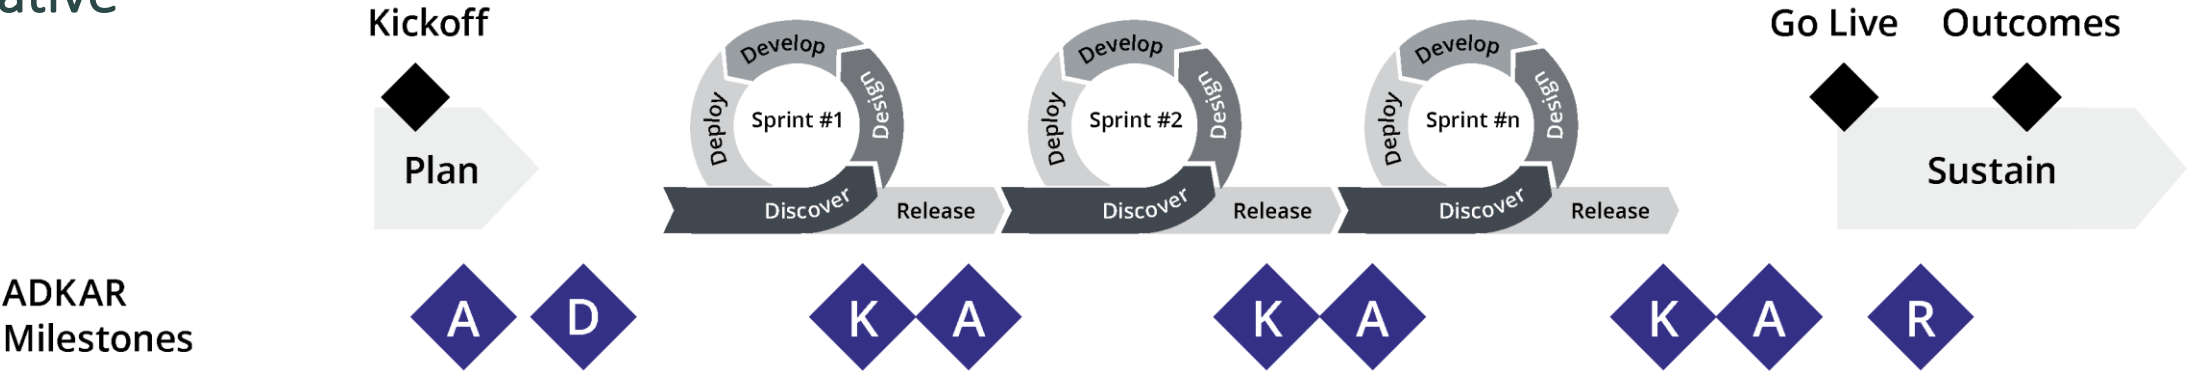 Kickoff
Go Live
Outcomes
Plan
Develop
Design
Deploy
Sprint #1
Discover
Release
Develop
Design
Deploy
Sprint #2
Discover
Release
Develop
Design
Deploy
Sprint #n
Discover
Release
Sustain
ADKAR
Milestones
A
D
K
A
K
A
K
A
R